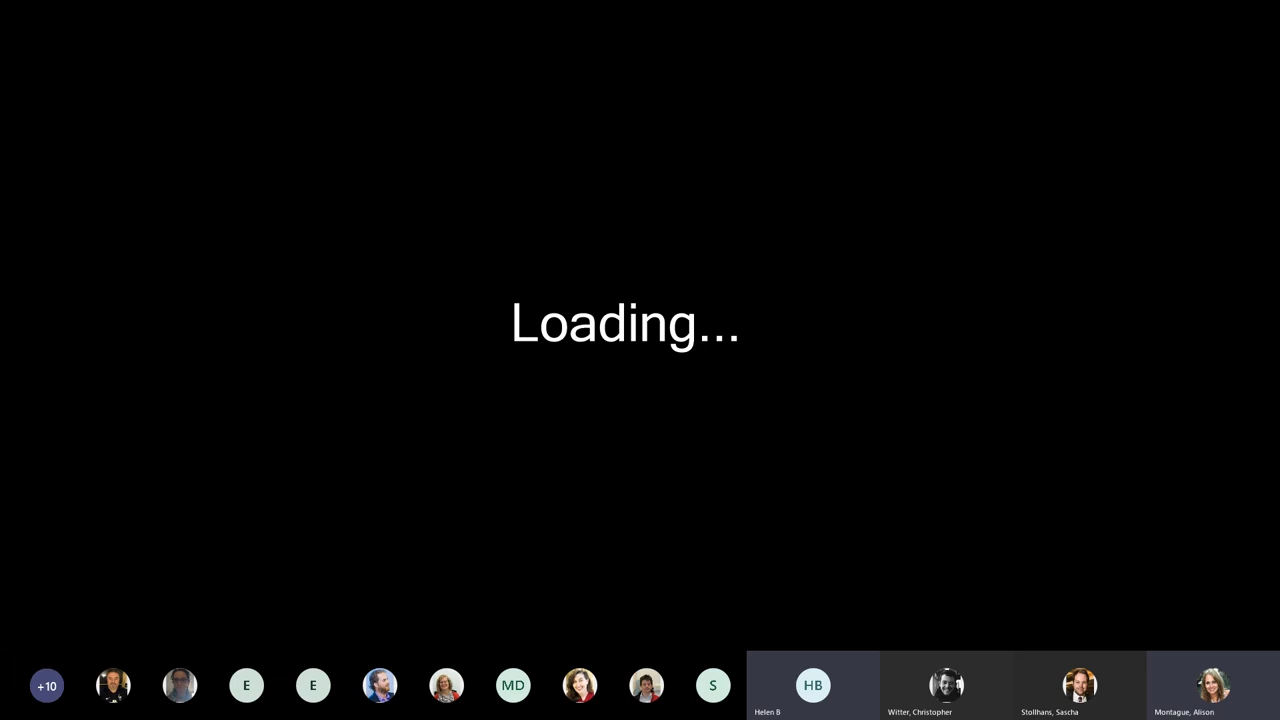 Loading...
+10
E
E
MD
S
HB
Helen B
Witter, Christopher
Stollhans, Sascha
Montague, Alison